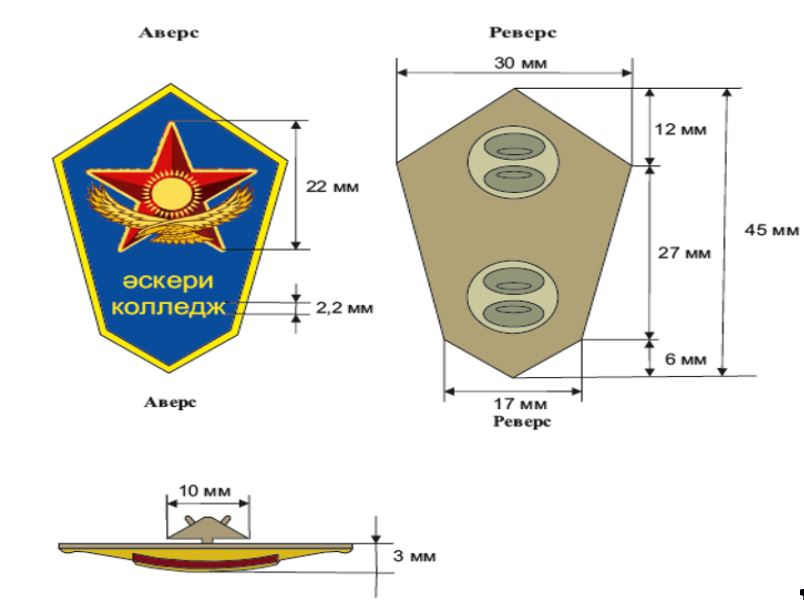 Аверс
Реверс
30 мм
12 мм
22 мм
45 мм
27 мм
әскери
колледж
2,2 мм
6 мм
17 мм
Аверс
Реверс
10 мм
3 мм